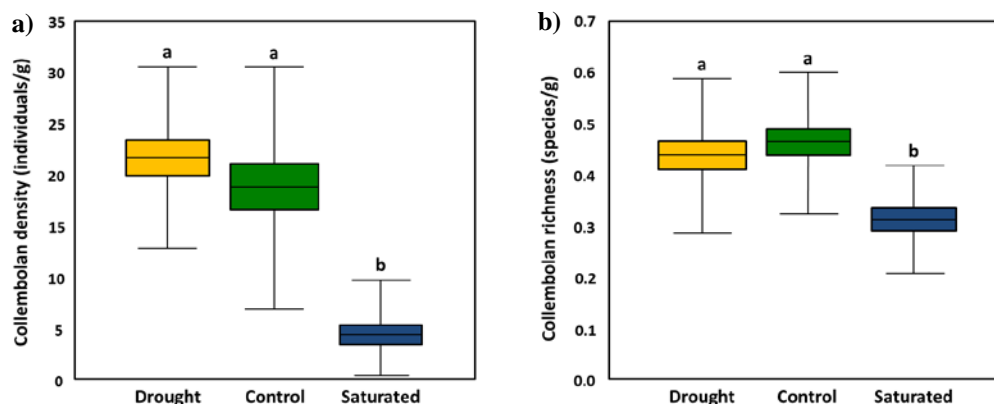 a)
Collembolan density (individuals/g)
35
30
25
20
15
10
5
0
a
a
b
Drought Control Saturated
b)
Collembolan richness (species/g)
0.7
0.6
0.5
0.4
0.3
0.2
0.1
0.0
a
a
b
Drought Control Saturated